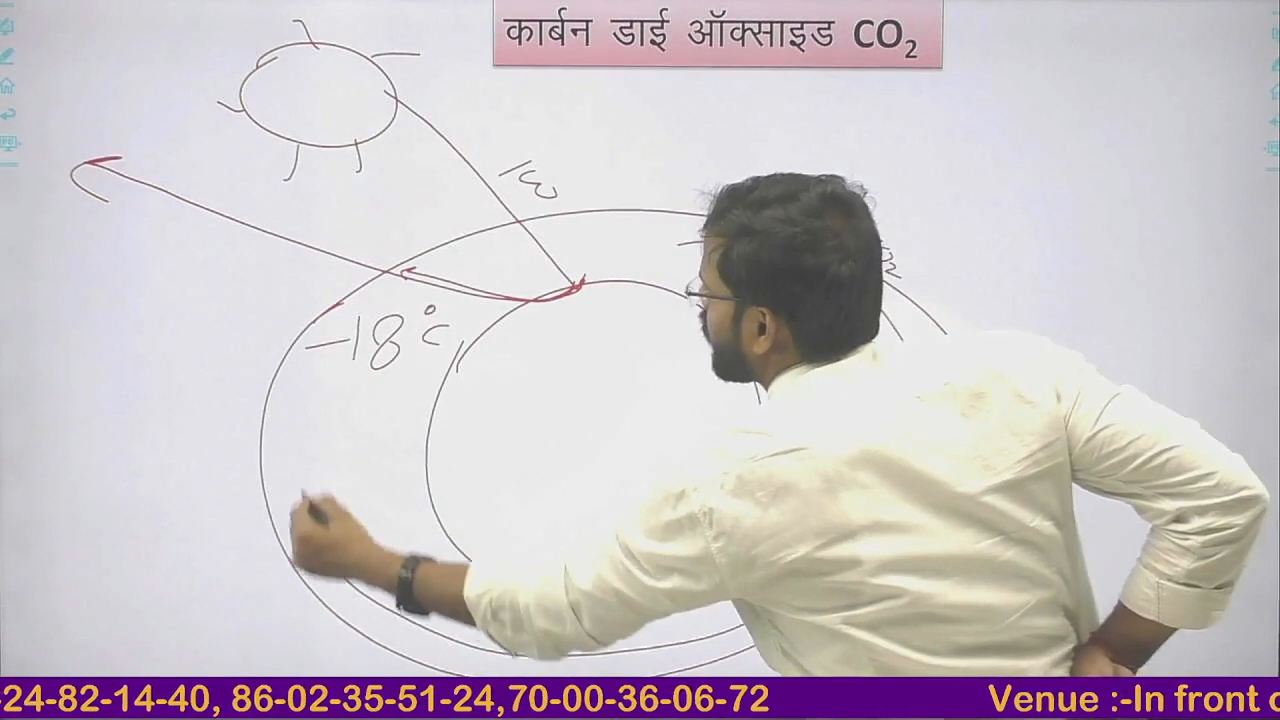 कार्बन डाई ऑक्साइड CO₂
-18°C
-24-82-14-40, 86-02-35-51-24,70-00-36-06-72
Venue :-In front